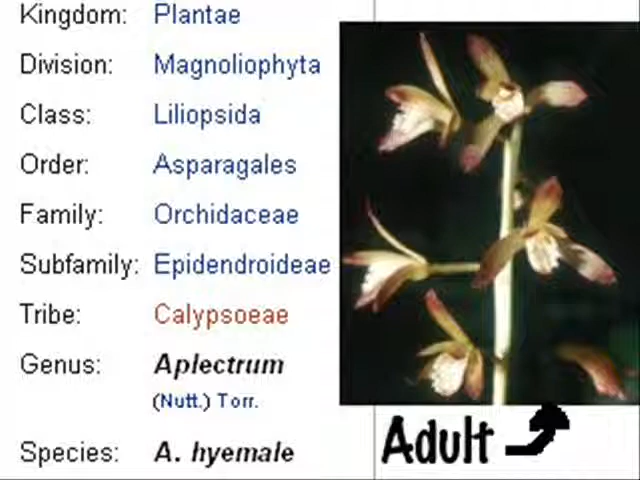 Kingdom: Plantae
Division: Magnoliophyta
Class: Liliopsida
Order: Asparagales
Family: Orchidaceae
Subfamily: Epidendroideae
Tribe: Calypsoeae
Genus: Aplectrum
(Nutt.) Torr.
Species: A. hyemale
Adult